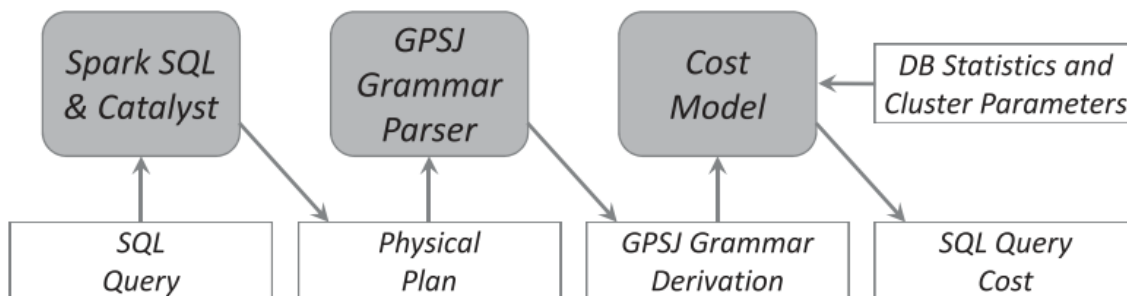 Spark SQL
& Catalyst
GPSJ
Grammar
Parser
Cost
Model
DB Statistics and
Cluster Parameters
SQL
Query
Physical
Plan
GPSJ Grammar
Derivation
SQL Query
Cost